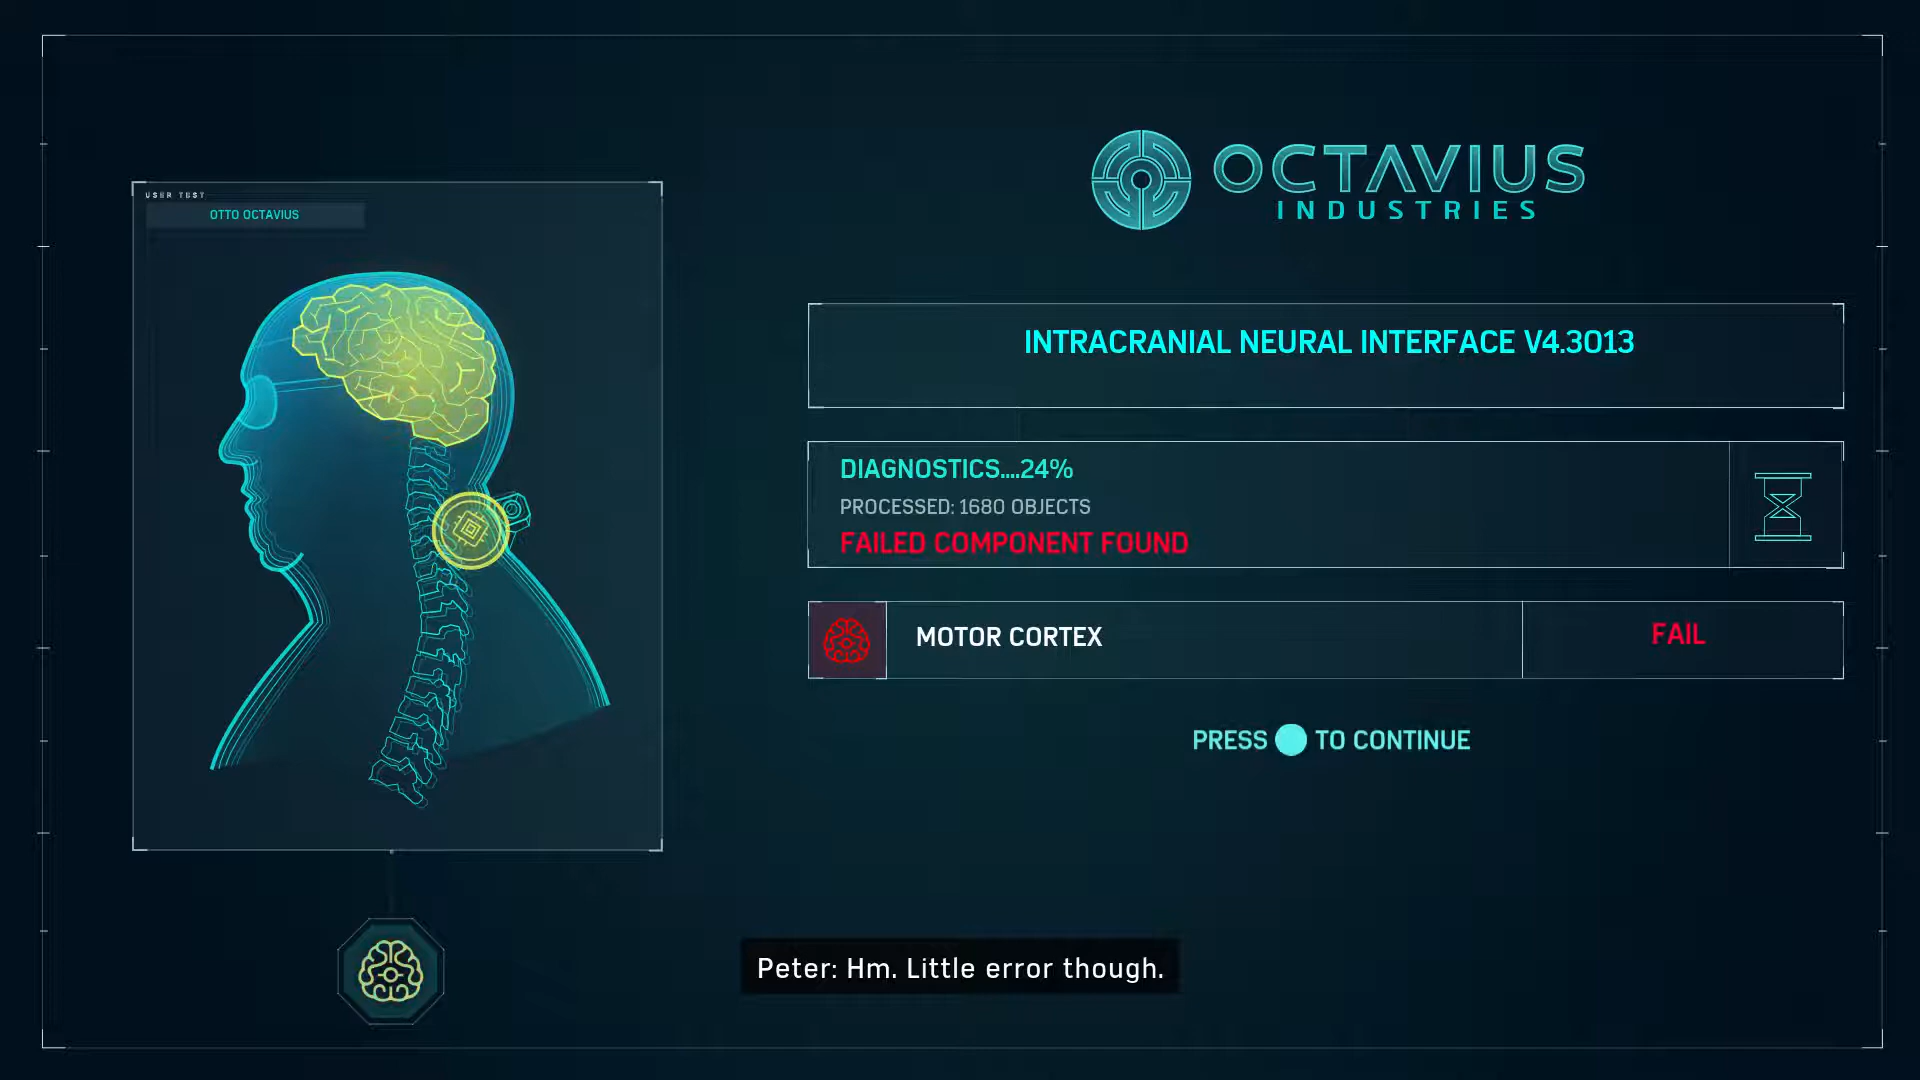 USER TEST
OTTO OCTAVIUS
OCTAVIUS
INDUSTRIES
INTRACRANIAL NEURAL INTERFACE V4.3013
DIAGNOSTICS....24%
PROCESSED: 1680 OBJECTS
FAILED COMPONENT FOUND
MOTOR CORTEX
FAIL
PRESS TO CONTINUE
Peter: Hm. Little error though.